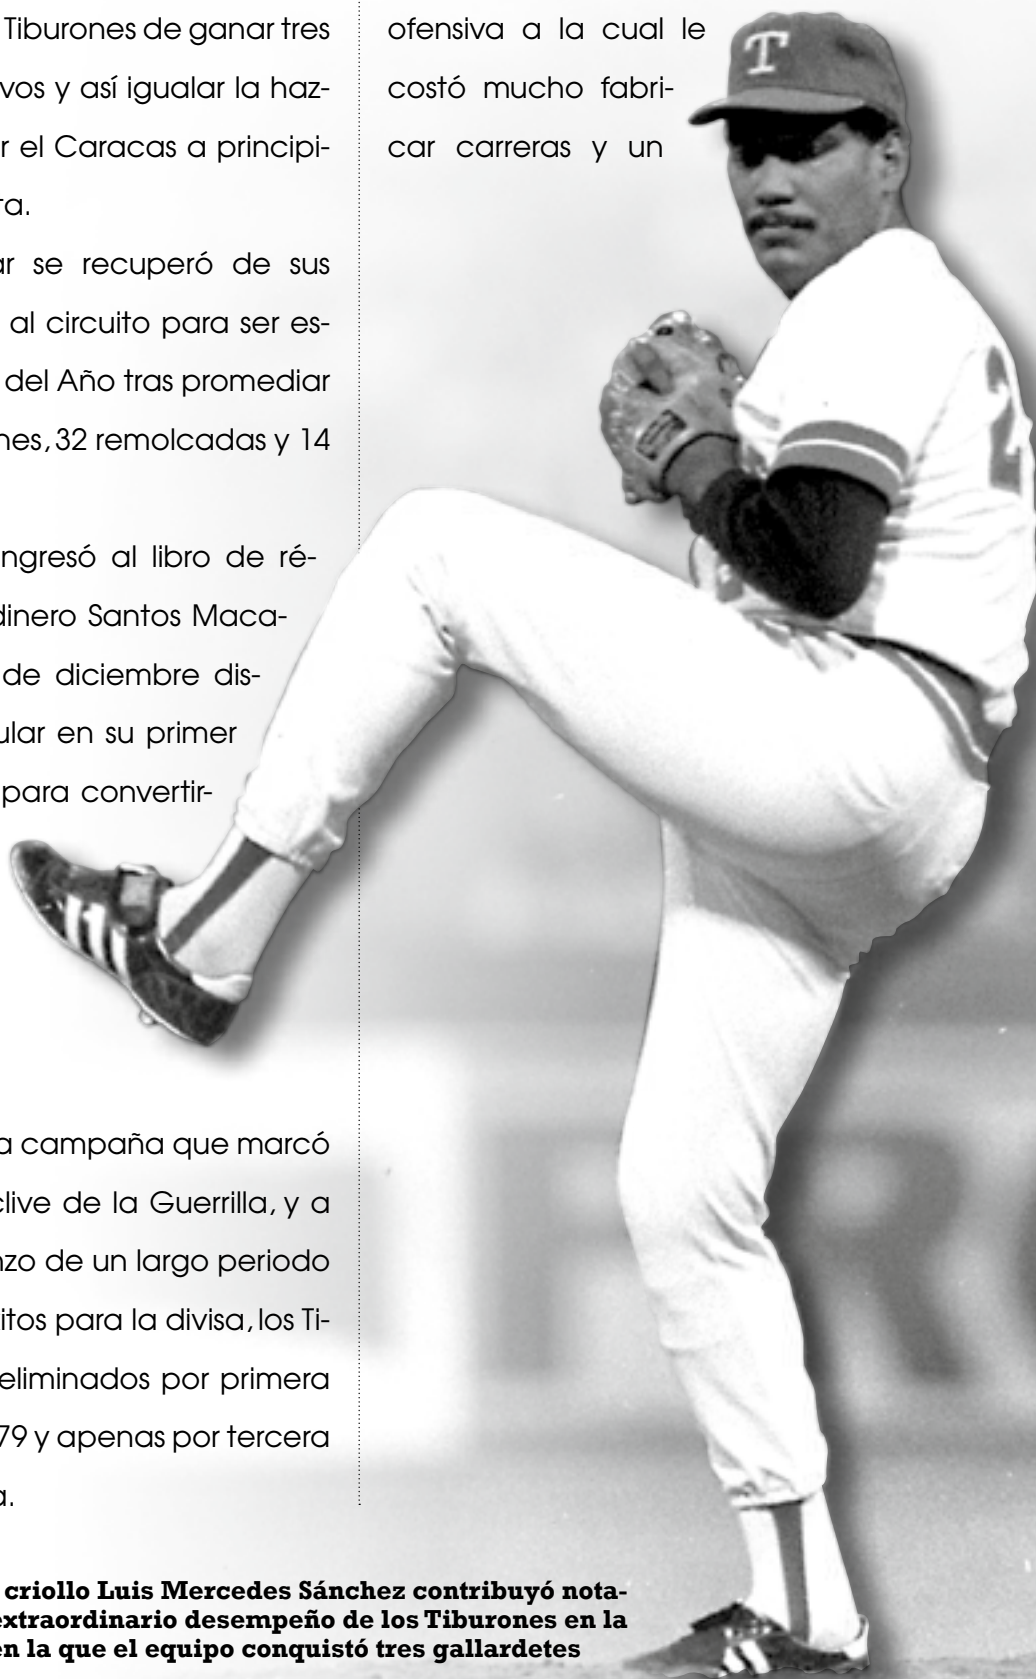 Tiburones de ganar tres
vos y así igualar la haz-
r el Caracas a principi-
ta.
ar se recuperó de sus
al circuito para ser es-
del Año tras promediar
nes, 32 remolcadas y 14
ngresó al libro de ré-
dinero Santos Maca-
de diciembre dis-
ular en su primer
para convertir-
a campaña que marcó
clive de la Guerrilla, y a
nzo de un largo periodo
itos para la divisa, los Ti-
eliminados por primera
79 y apenas por tercera
a.
ofensiva a la cual le
costó mucho fabri-
car carreras y un
T
criollo Luis Mercedes Sánchez contribuyó nota-
extraordinario desempeño de los Tiburones en la
en la que el equipo conquistó tres gallardetes